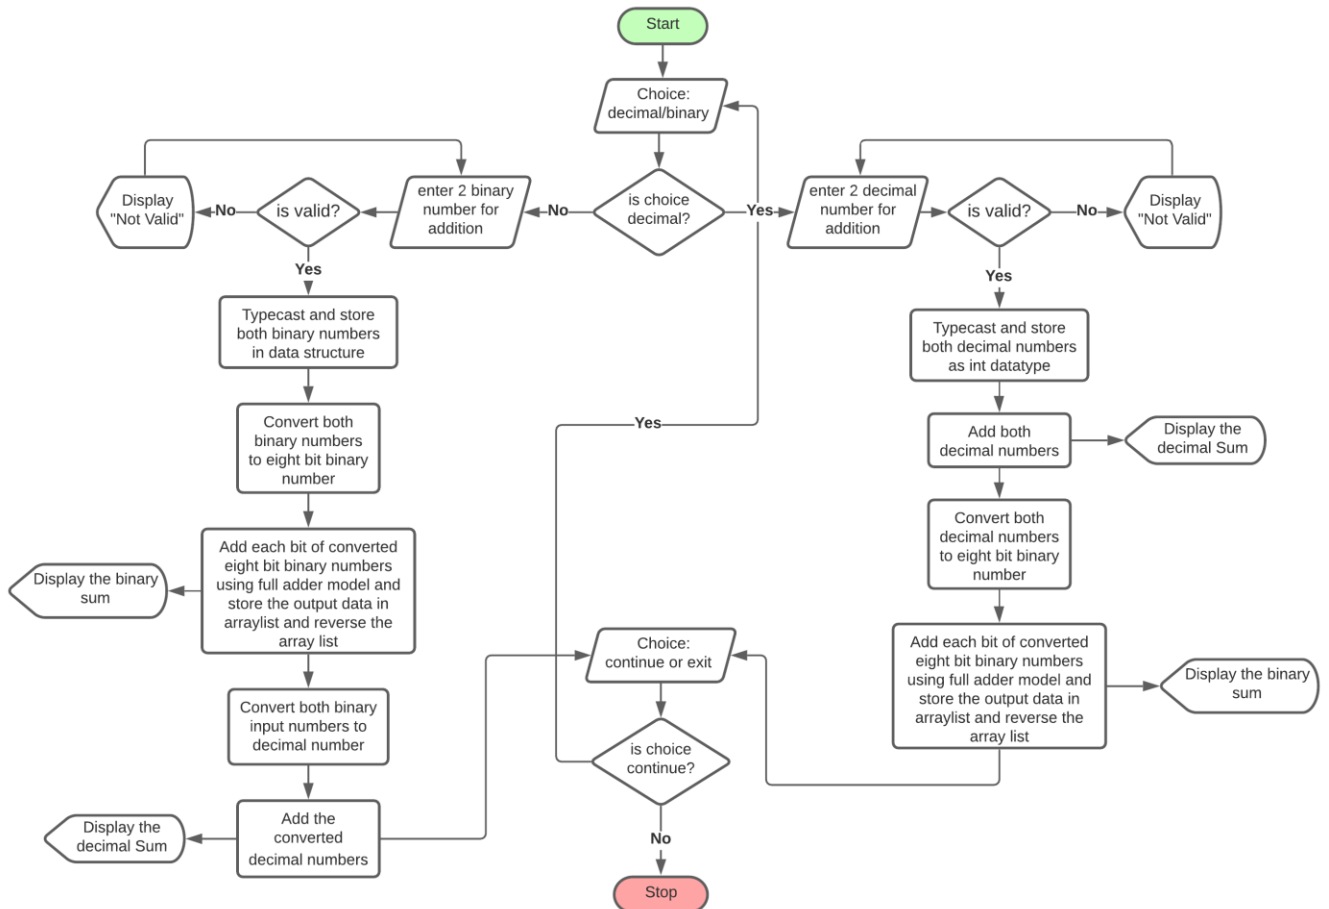 Start
Choice:
decimal/binary
is choice
decimal?
No
Yes
enter 2 binary
number for
addition
is valid?
No
Display
"Not Valid"
Yes
Typecast and store
both binary numbers
in data structure
Convert both
binary numbers
to eight bit binary
number
Add each bit of converted
eight bit binary numbers
using full adder model and
store the output data in
arraylist and reverse the
array list
Display the binary
sum
Convert both binary
input numbers to
decimal number
Add the
converted
decimal numbers
Display the
decimal Sum
enter 2 decimal
number for
addition
is valid?
No
Display
"Not Valid"
Yes
Typecast and store
both decimal numbers
as int datatype
Add both
decimal numbers
Display the
decimal Sum
Convert both
decimal numbers
to eight bit binary
number
Add each bit of converted
eight bit binary numbers
using full adder model and
store the output data in
arraylist and reverse the
array list
Display the binary
sum
Choice:
continue or exit
is choice
continue?
Yes
No
Stop